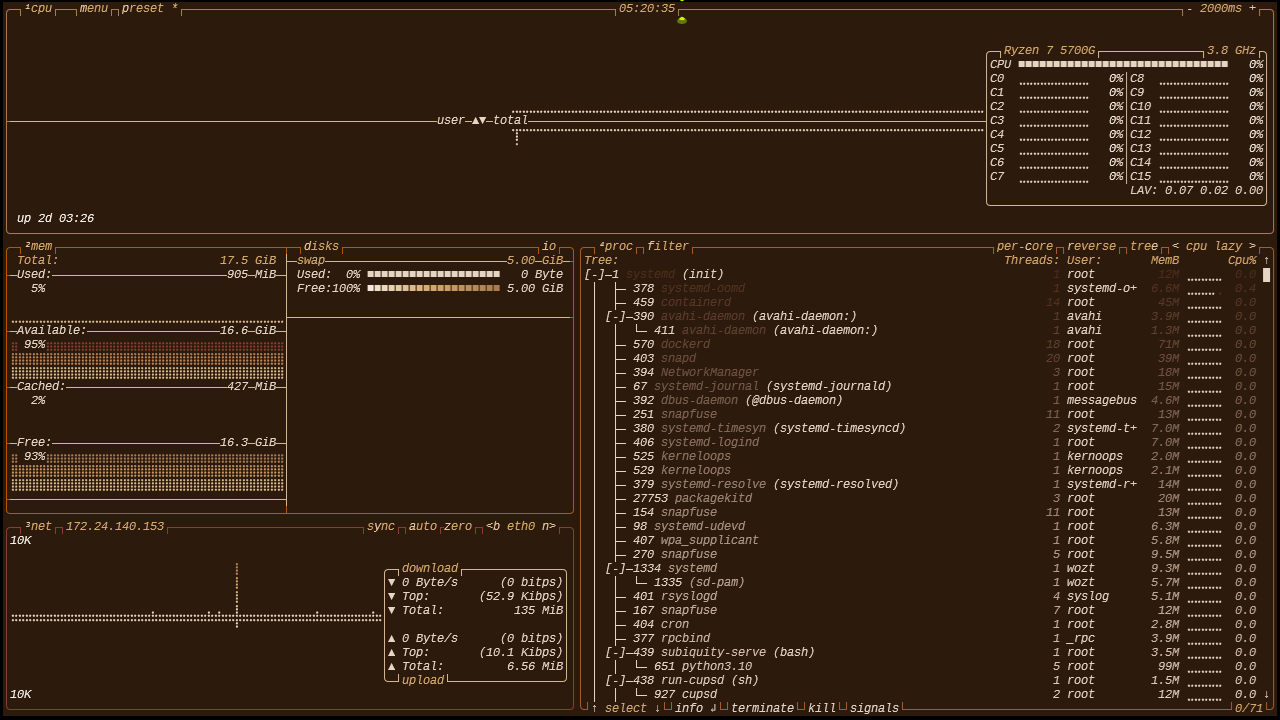 ¹cpu menu preset * 05:20:35 - 2000ms +
Ryzen 7 5700G 3.8 GHz
CPU 0%
C0 0% C8 0%
C1 0% C9 0%
C2 0% C10 0%
C3 0% C11 0%
C4 0% C12 0%
C5 0% C13 0%
C6 0% C14 0%
C7 0% C15 0%
LAV: 0.07 0.02 0.00
user ▲▼ total
up 2d 03:26
²mem
Total: 17.5 GiB
Used: 905 MiB
5%
Available: 16.6 GiB
95%
Cached: 427 MiB
2%
Free: 16.3 GiB
93%
disks io
swap 5.00 GiB
Used: 0% 0 Byte
Free:100% 5.00 GiB
³net 172.24.140.153 sync auto zero <b eth0 n>
10K
download
▼ 0 Byte/s (0 bitps)
▼ Top: (52.9 Kibps)
▼ Total: 135 MiB
▲ 0 Byte/s (0 bitps)
▲ Top: (10.1 Kibps)
▲ Total: 6.56 MiB
upload
10K
⁴proc filter per-core reverse tree < cpu lazy >
Tree: Threads: User: MemB Cpu% ↑
[-]─1 systemd (init) 1 root 12M 0.0
├─ 378 systemd-oomd 1 systemd-o+ 6.6M 0.4
├─ 459 containerd 14 root 45M 0.0
[-]─390 avahi-daemon (avahi-daemon:) 1 avahi 3.9M 0.0
└─ 411 avahi-daemon (avahi-daemon:) 1 avahi 1.3M 0.0
├─ 570 dockerd 18 root 71M 0.0
├─ 403 snapd 20 root 39M 0.0
├─ 394 NetworkManager 3 root 18M 0.0
├─ 67 systemd-journal (systemd-journald) 1 root 15M 0.0
├─ 392 dbus-daemon (@dbus-daemon) 1 messagebus 4.6M 0.0
├─ 251 snapfuse 11 root 13M 0.0
├─ 380 systemd-timesyn (systemd-timesyncd) 2 systemd-t+ 7.0M 0.0
├─ 406 systemd-logind 1 root 7.0M 0.0
├─ 525 kerneloops 1 kernoops 2.0M 0.0
├─ 529 kerneloops 1 kernoops 2.1M 0.0
├─ 379 systemd-resolve (systemd-resolved) 1 systemd-r+ 14M 0.0
├─ 27753 packagekitd 3 root 20M 0.0
├─ 154 snapfuse 11 root 13M 0.0
├─ 98 systemd-udevd 1 root 6.3M 0.0
├─ 407 wpa_supplicant 1 root 5.8M 0.0
├─ 270 snapfuse 5 root 9.5M 0.0
[-]─1334 systemd 1 wozt 9.3M 0.0
└─ 1335 (sd-pam) 1 wozt 5.7M 0.0
├─ 401 rsyslogd 4 syslog 5.1M 0.0
├─ 167 snapfuse 7 root 12M 0.0
├─ 404 cron 1 root 2.8M 0.0
├─ 377 rpcbind 1 _rpc 3.9M 0.0
[-]─439 subiquity-serve (bash) 1 root 3.5M 0.0
└─ 651 python3.10 5 root 99M 0.0
[-]─438 run-cupsd (sh) 1 root 1.5M 0.0
└─ 927 cupsd 2 root 12M 0.0 ↓
↑ select ↓ info ↲ terminate kill signals 0/71